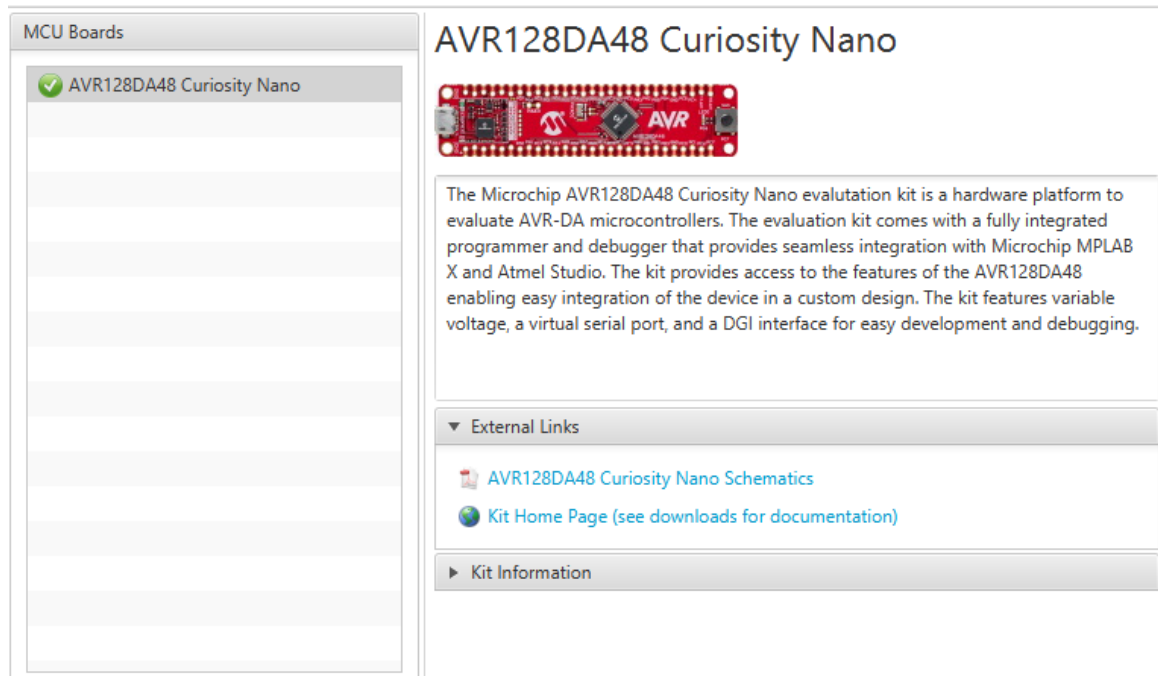 MCU Boards
AVR128DA48 Curiosity Nano
AVR128DA48 Curiosity Nano
AVR
The Microchip AVR128DA48 Curiosity Nano evalutation kit is a hardware platform to
evaluate AVR-DA microcontrollers. The evaluation kit comes with a fully integrated
programmer and debugger that provides seamless integration with Microchip MPLAB
X and Atmel Studio. The kit provides access to the features of the AVR128DA48
enabling easy integration of the device in a custom design. The kit features variable
voltage, a virtual serial port, and a DGI interface for easy development and debugging.
External Links
AVR128DA48 Curiosity Nano Schematics
Kit Home Page (see downloads for documentation)
Kit Information